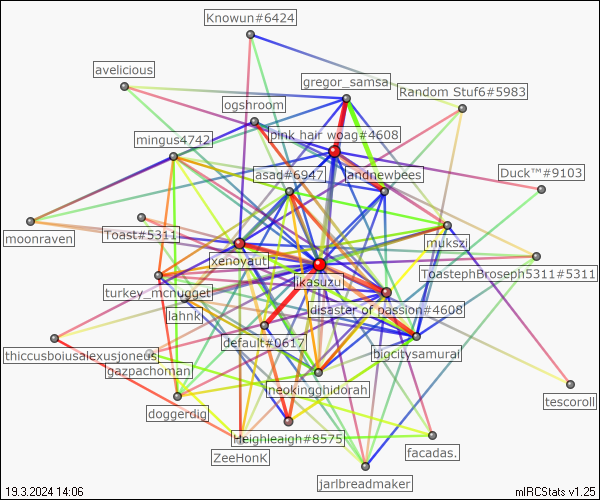 Knowun#6424
avelicious
gregor_samsa
Random Stuf6#5983
ogshroom
pink hair woag#4608
mingus4742
asad#6947
andnewbees
Duck™#9103
moonraven
Toast#5311
mukszi
xenoyaut
ToastephBroseph5311#5311
ikasuzu
turkey_mcnugget
lahnk
disaster of passion#4608
default#0617
thiccusboiusalexusjoneus
bigcitysamurai
gazpachoman
neokingghidorah
tescoroll
doggerdig
Heighleaigh#8575
ZeeHonK
facadas.
jarlbreadmaker
19.3.2024 14:06
mIRCStats v1.25